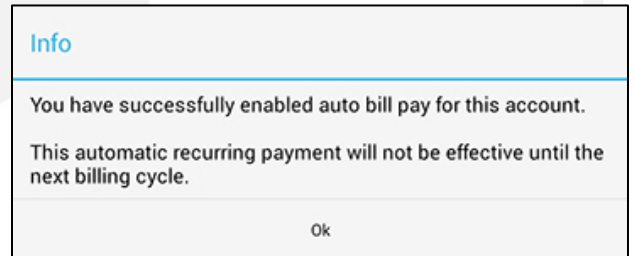 Info
You have successfully enabled auto bill pay for this account.
This automatic recurring payment will not be effective until the
next billing cycle.
Ok